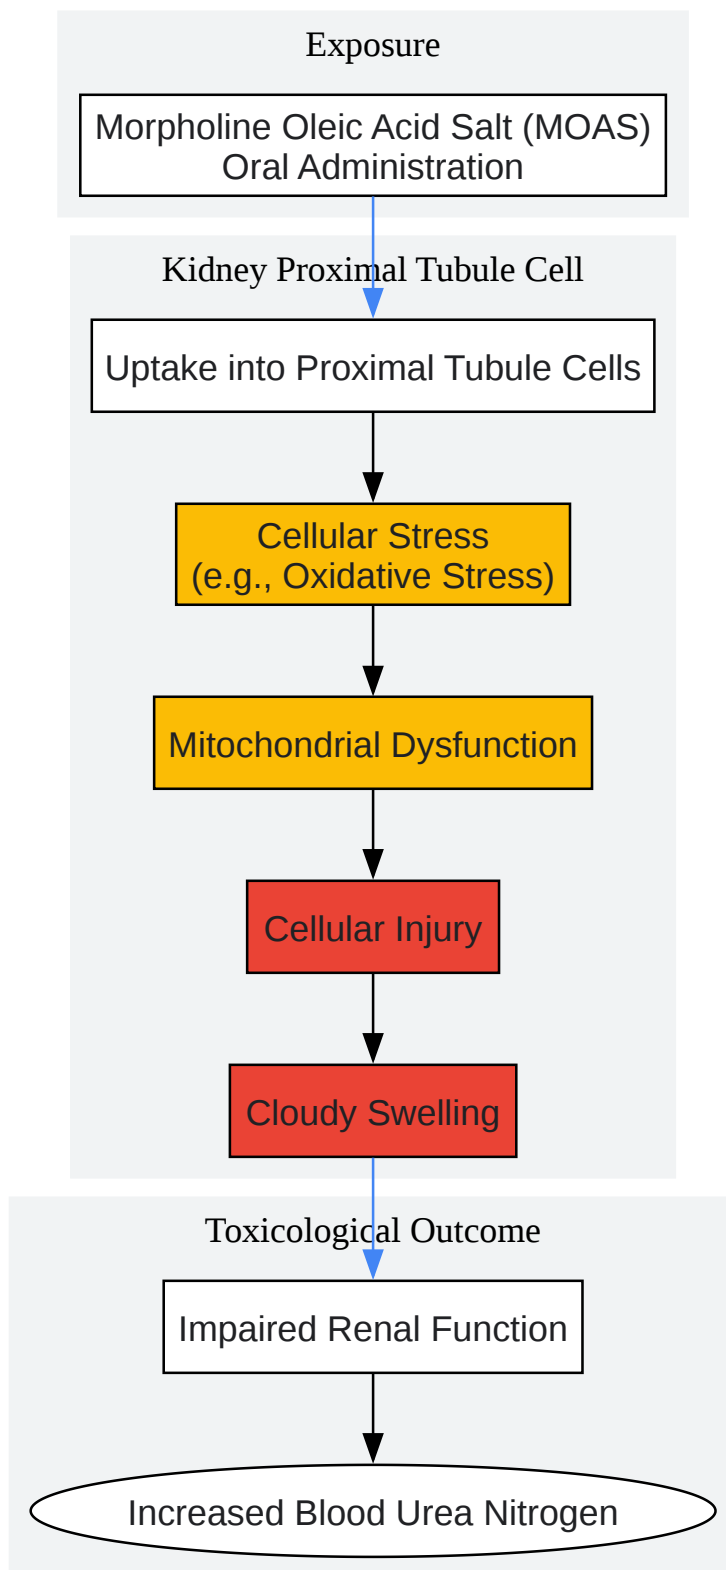 Exposure
Morpholine Oleic Acid Salt (MOAS)
Oral Administration
Kidney Proximal Tubule Cell
Uptake into Proximal Tubule Cells
Cellular Stress
(e.g., Oxidative Stress)
Mitochondrial Dysfunction
Cellular Injury
Cloudy Swelling
Toxicological Outcome
Impaired Renal Function
Increased Blood Urea Nitrogen